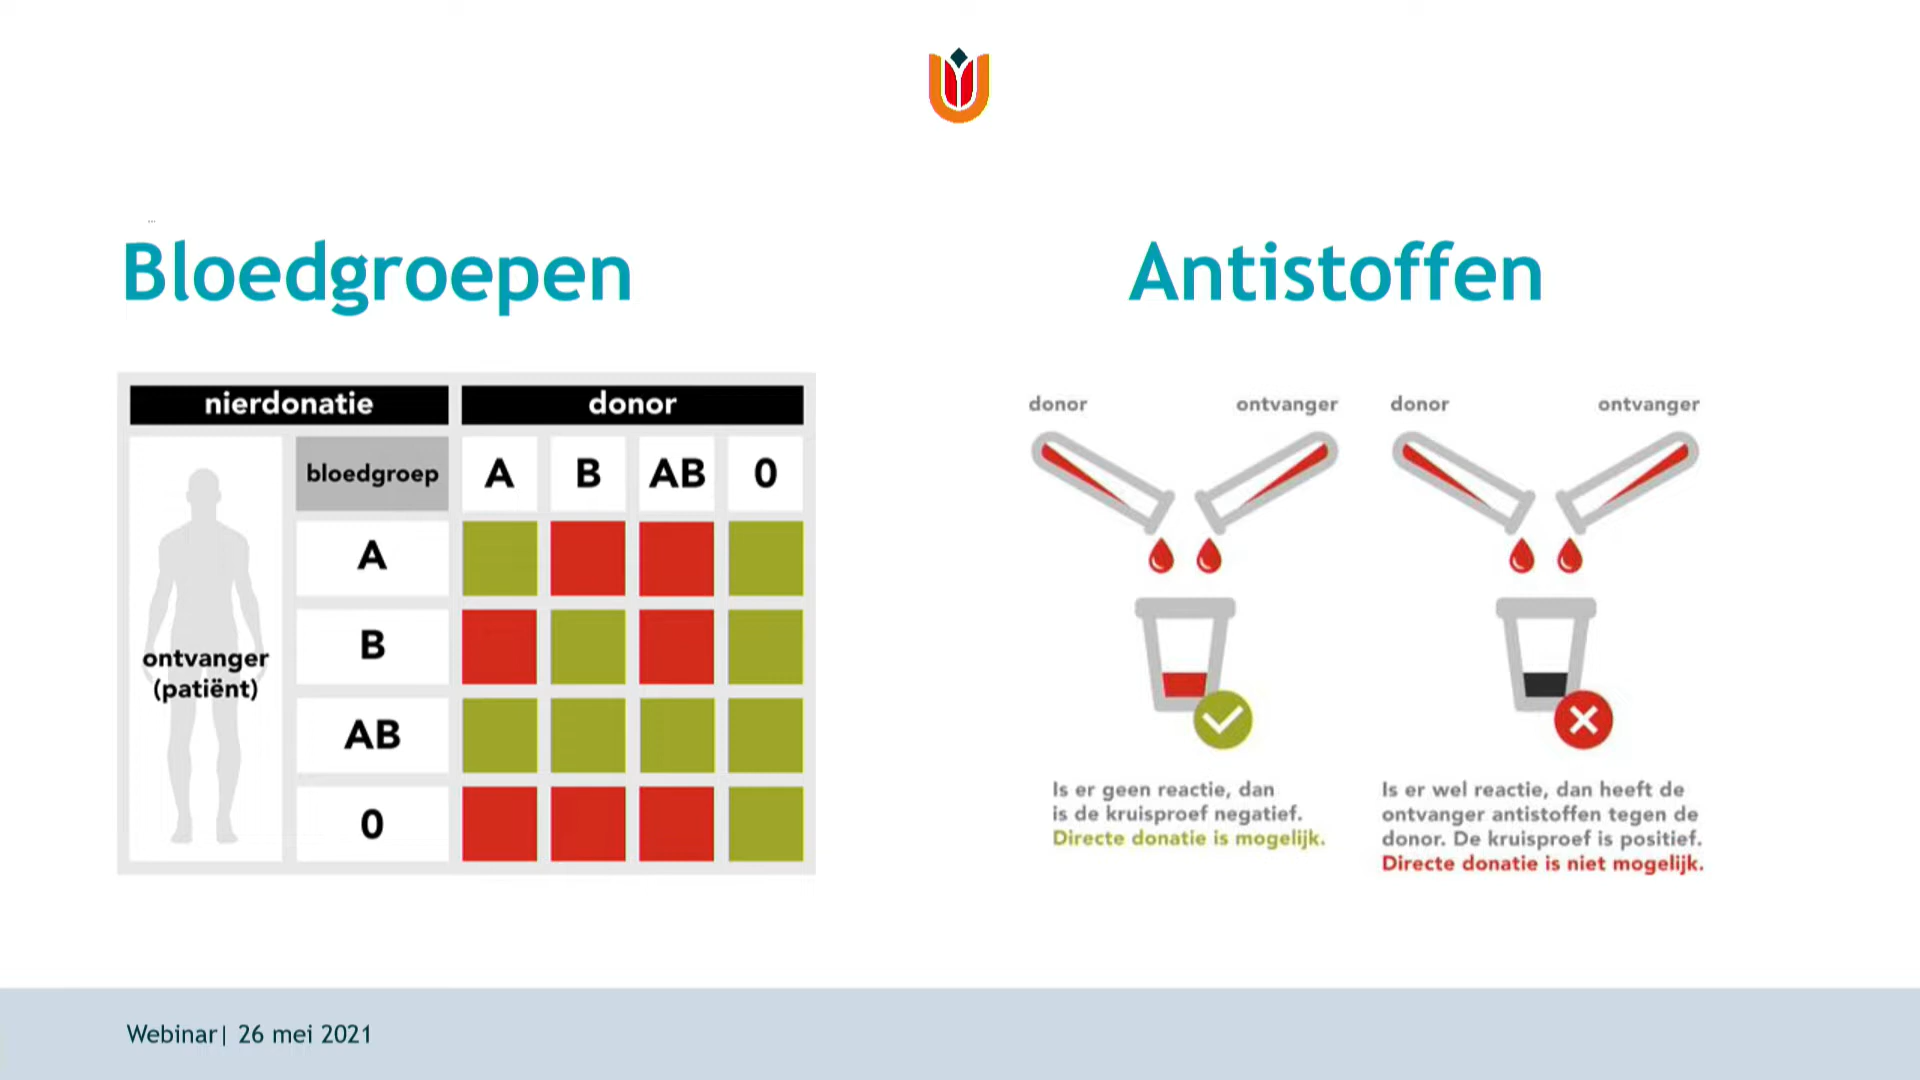 Bloedgroepen
nierdonatie donor
bloedgroep A B AB 0
A
B
ontvanger
(patiënt)
AB
0
Antistoffen
donor ontvanger donor ontvanger
Is er geen reactie, dan
is de kruisproef negatief.
Directe donatie is mogelijk.
Is er wel reactie, dan heeft de
ontvanger antistoffen tegen de
donor. De kruisproef is positief.
Directe donatie is niet mogelijk.
Webinar| 26 mei 2021